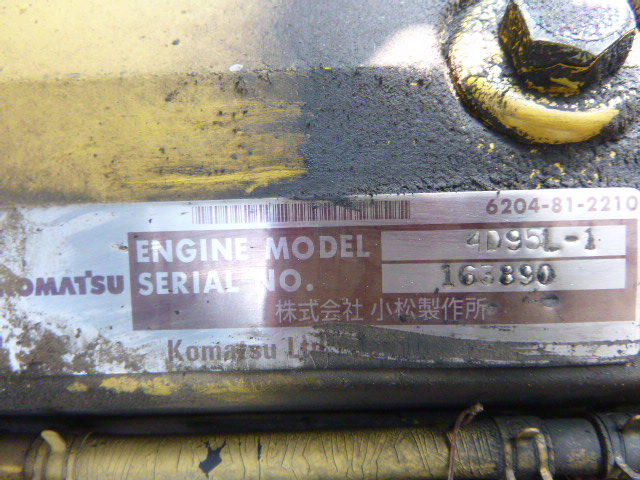 6204-81-2210
ENGINE MODEL 4D95L-1
KOMATSU SERIAL NO. 163890
株式会社 小松製作所
Komatsu Ltd